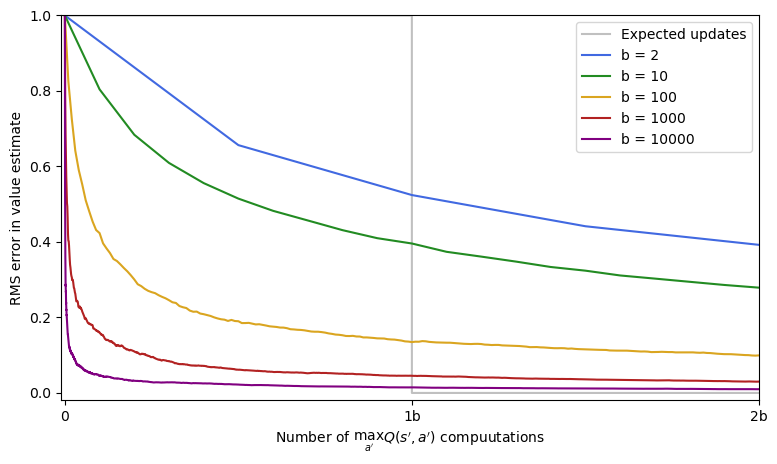 1.0
0.8
0.6
0.4
0.2
0.0
RMS error in value estimate
Expected updates
b = 2
b = 10
b = 100
b = 1000
b = 10000
0
1b
2b
Number of max Q(s′, a′) compuutations
a′